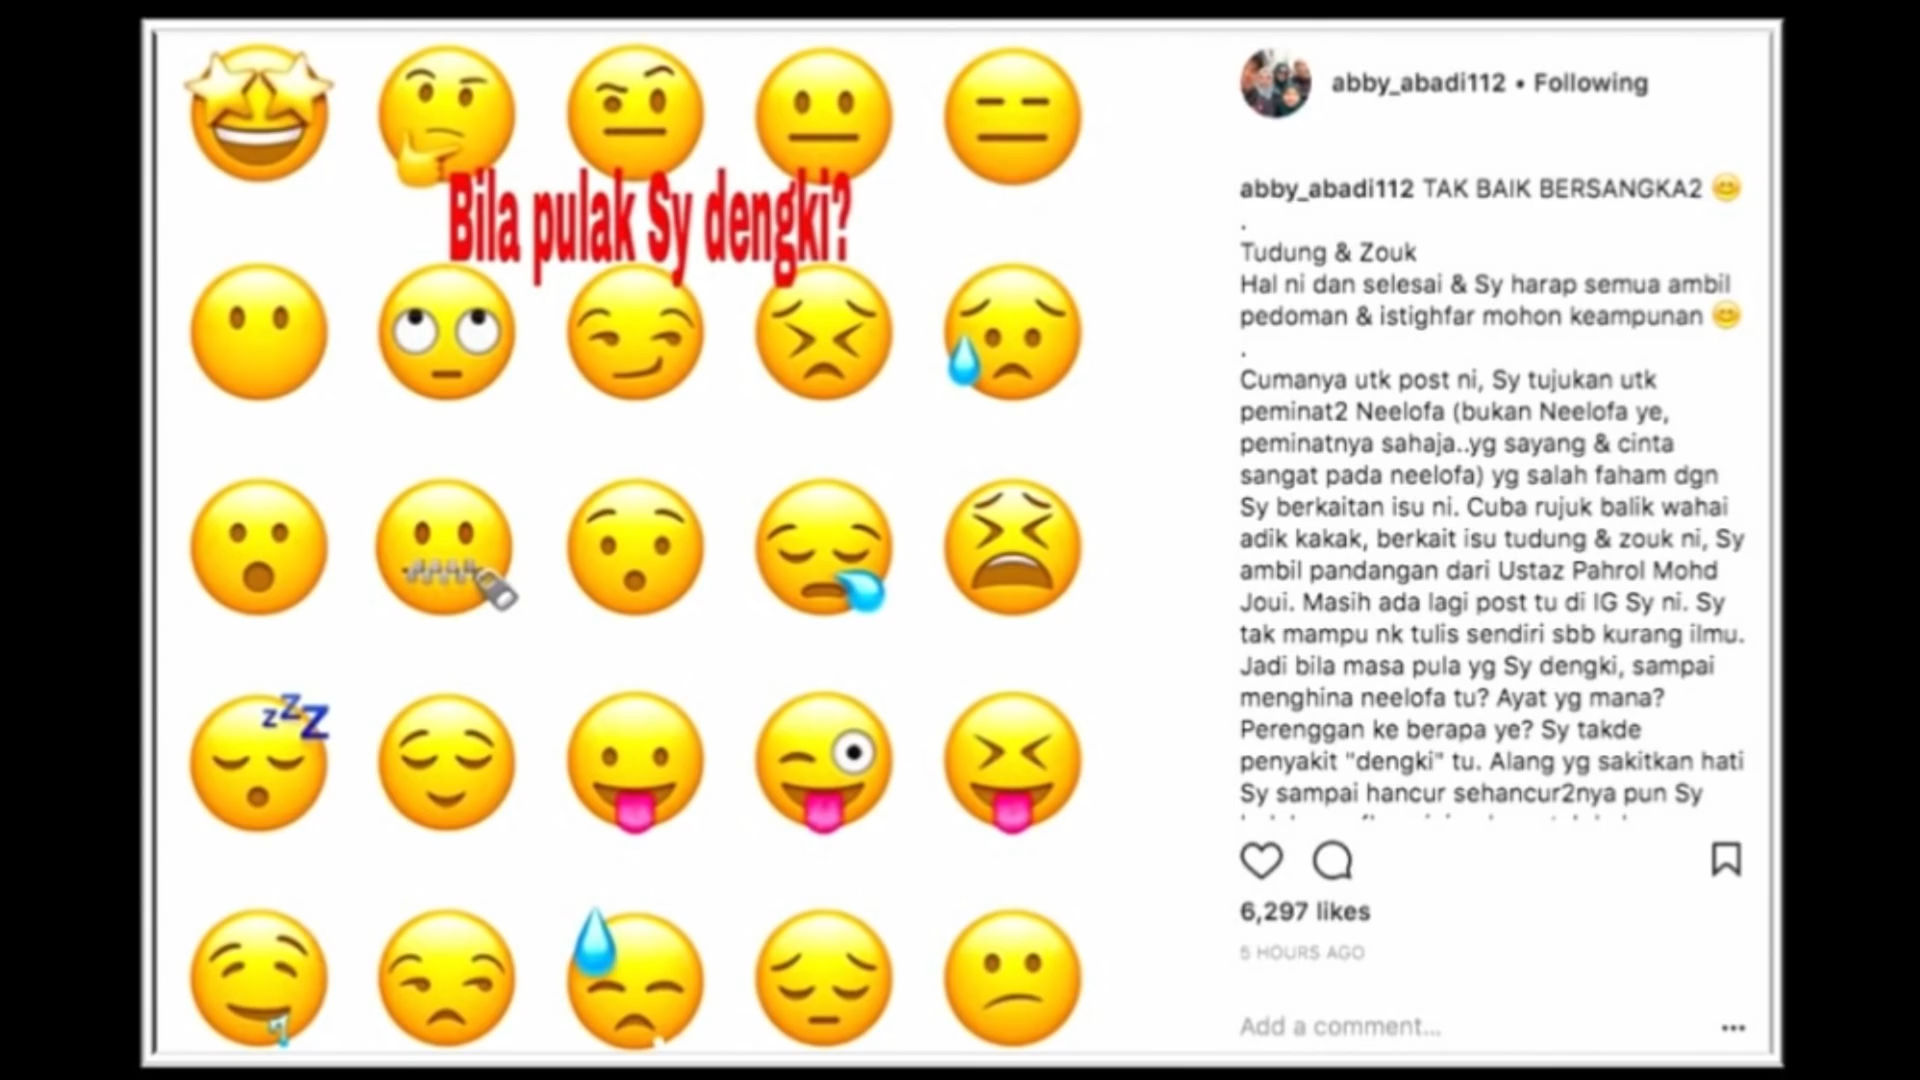 Bila pulak Sy dengki?
abby_abadi112 • Following
abby_abadi112 TAK BAIK BERSANGKA2 😊
.
Tudung & Zouk
Hal ni dan selesai & Sy harap semua ambil
pedoman & istighfar mohon keampunan 😊
.
Cumanya utk post ni, Sy tujukan utk
peminat2 Neelofa (bukan Neelofa ye,
peminatnya sahaja..yg sayang & cinta
sangat pada neelofa) yg salah faham dgn
Sy berkaitan isu ni. Cuba rujuk balik wahai
adik kakak, berkait isu tudung & zouk ni, Sy
ambil pandangan dari Ustaz Pahrol Mohd
Joui. Masih ada lagi post tu di IG Sy ni. Sy
tak mampu nk tulis sendiri sbb kurang ilmu.
Jadi bila masa pula yg Sy dengki, sampai
menghina neelofa tu? Ayat yg mana?
Perenggan ke berapa ye? Sy takde
penyakit "dengki" tu. Alang yg sakitkan hati
Sy sampai hancur sehancur2nya pun Sy
6,297 likes
5 HOURS AGO
Add a comment...
zzZ